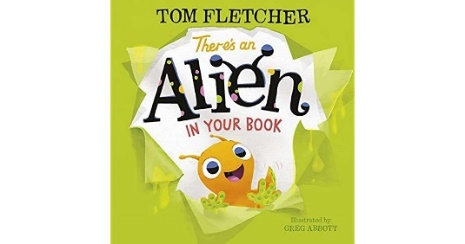 TOM FLETCHER
There's an
Alien
IN YOUR BOOK
Illustrated by
GREG ABBOTT